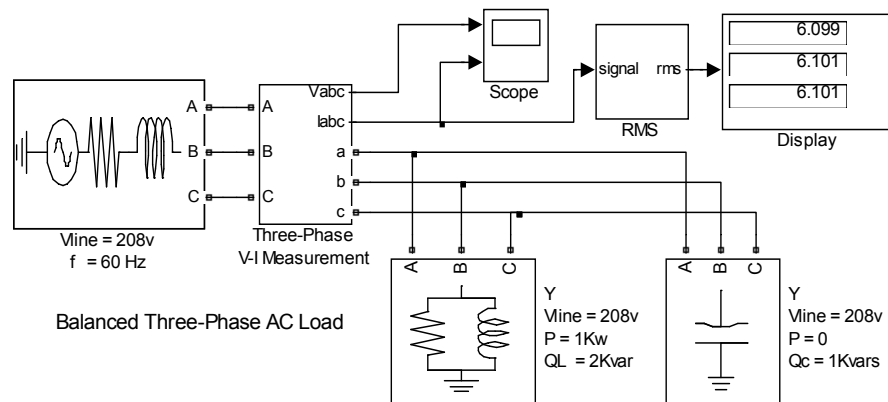 6.099
6.101
6.101
Display
signal rms
RMS
Scope
Vabc
Iabc
A
B
C
A
B
C
a
b
c
Three-Phase
V-I Measurement
Vline = 208v
f = 60 Hz
Balanced Three-Phase AC Load
A B C
Y
Vline = 208v
P = 1Kw
QL = 2Kvar
A B C
Y
Vline = 208v
P = 0
Qc = 1Kvars